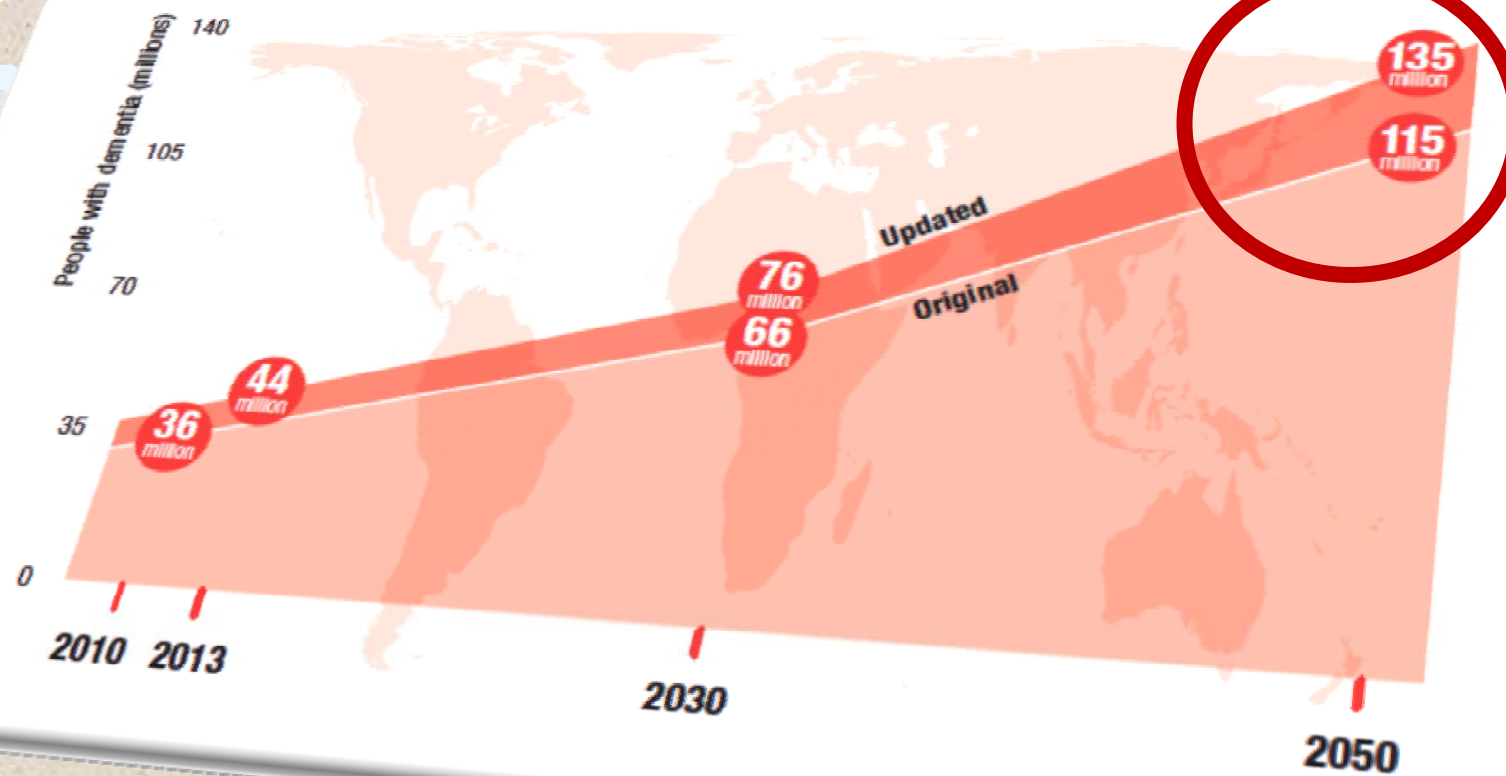 People with dementia (millions)
140
105
70
35
0
135
million
115
million
Updated
Original
76
million
66
million
44
million
36
million
2010
2013
2030
2050